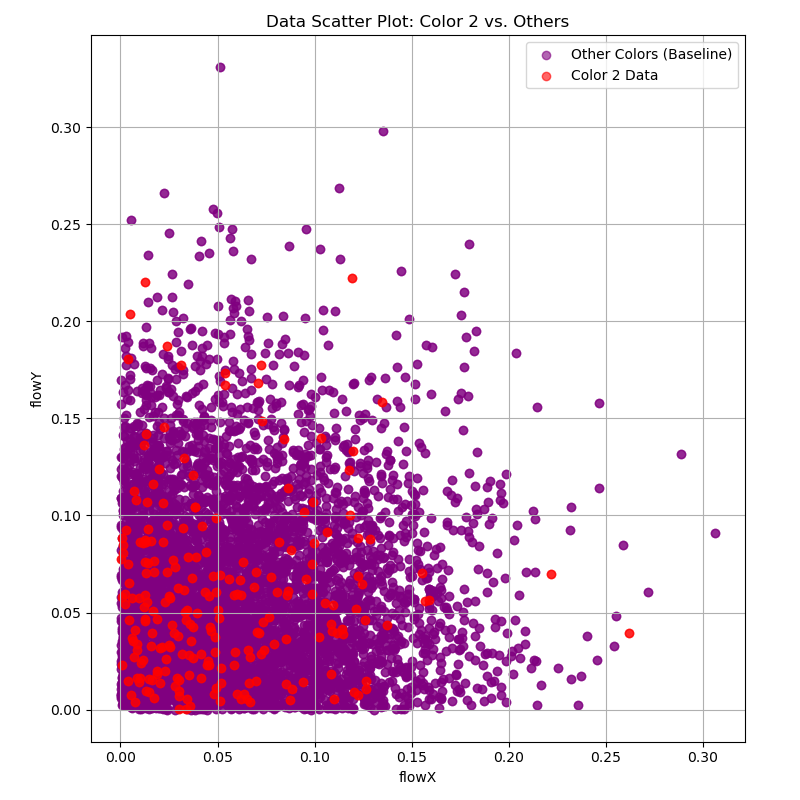 Data Scatter Plot: Color 2 vs. Others
Other Colors (Baseline)
Color 2 Data
flowY
0.30
0.25
0.20
0.15
0.10
0.05
0.00
0.00 0.05 0.10 0.15 0.20 0.25 0.30
flowX